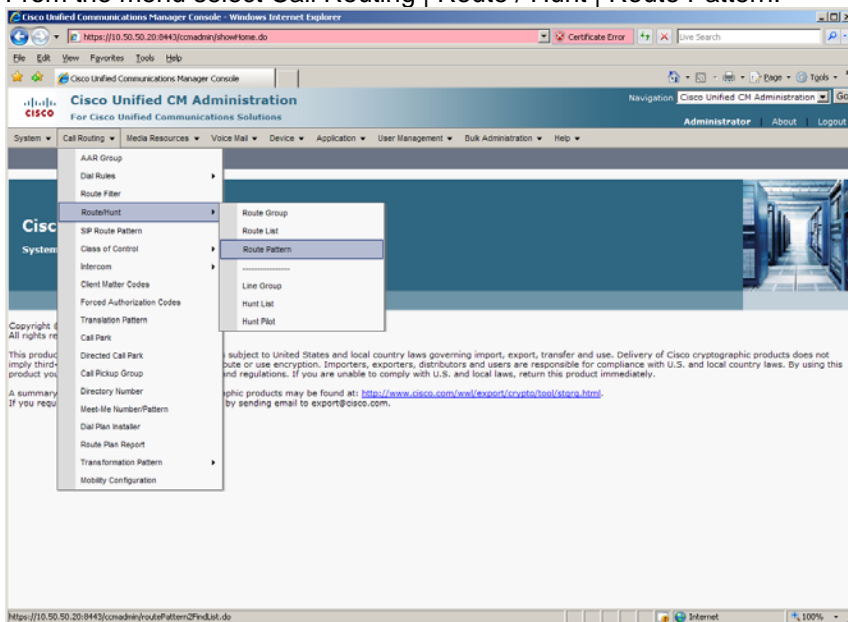 From the menu select Call Routing | Route / Hunt | Route Pattern.
Cisco Unified Communications Manager Console - Windows Internet Explorer
https://10.50.50.20:8443/ccmadmin/showHome.do
Certificate Error
Live Search
File Edit View Favorites Tools Help
Cisco Unified Communications Manager Console
Page Tools
CISCO
Cisco Unified CM Administration
For Cisco Unified Communications Solutions
Navigation Cisco Unified CM Administration Go
Administrator | About | Logout
System Call Routing Media Resources Voice Mail Device Application User Management Bulk Administration Help
AAR Group
Dial Rules
Route Filter
Route/Hunt
SIP Route Pattern
Class of Control
Intercom
Client Matter Codes
Forced Authorization Codes
Translation Pattern
Call Park
Directed Call Park
Call Pickup Group
Directory Number
Meet-Me Number/Pattern
Dial Plan Installer
Route Plan Report
Transformation Pattern
Mobility Configuration
Route Group
Route List
Route Pattern
----------------
Line Group
Hunt List
Hunt Pilot
Cisc
System
Copyright
All rights re
This produc subject to United States and local country laws governing import, export, transfer and use. Delivery of Cisco cryptographic products does not
imply third- bute or use encryption. Importers, exporters, distributors and users are responsible for compliance with U.S. and local country laws. By using this
product you and regulations. If you are unable to comply with U.S. and local laws, return this product immediately.
A summary phic products may be found at: http://www.cisco.com/wwl/export/crypto/tool/stqrg.html.
If you requ by sending email to export@cisco.com.
https://10.50.50.20:8443/ccmadmin/routePattern2FindList.do
Internet
100%